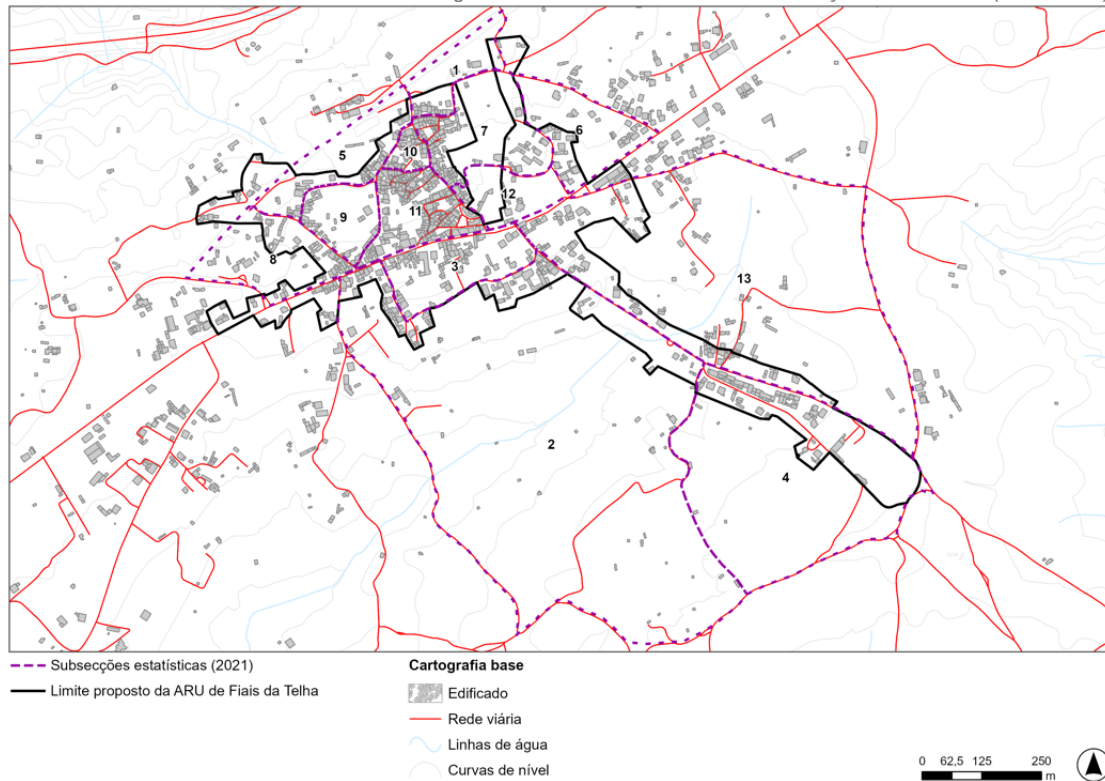 1
5
7
6
10
12
9
11
8
3
13
2
4
Subsecções estatísticas (2021)
Limite proposto da ARU de Fiais da Telha
Cartografia base
Edificado
Rede viária
Linhas de água
Curvas de nível
0 62,5 125 250
m